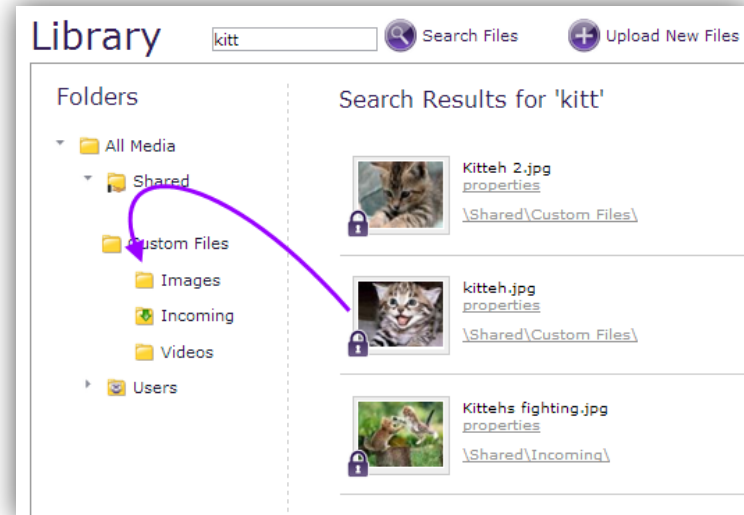 Library
kitt
Search Files
Upload New Files
Folders
All Media
Shared
Custom Files
Images
Incoming
Videos
Users
Search Results for 'kitt'
Kitteh 2.jpg
properties
\Shared\Custom Files\
kitteh.jpg
properties
\Shared\Custom Files\
Kittehs fighting.jpg
properties
\Shared\Incoming\